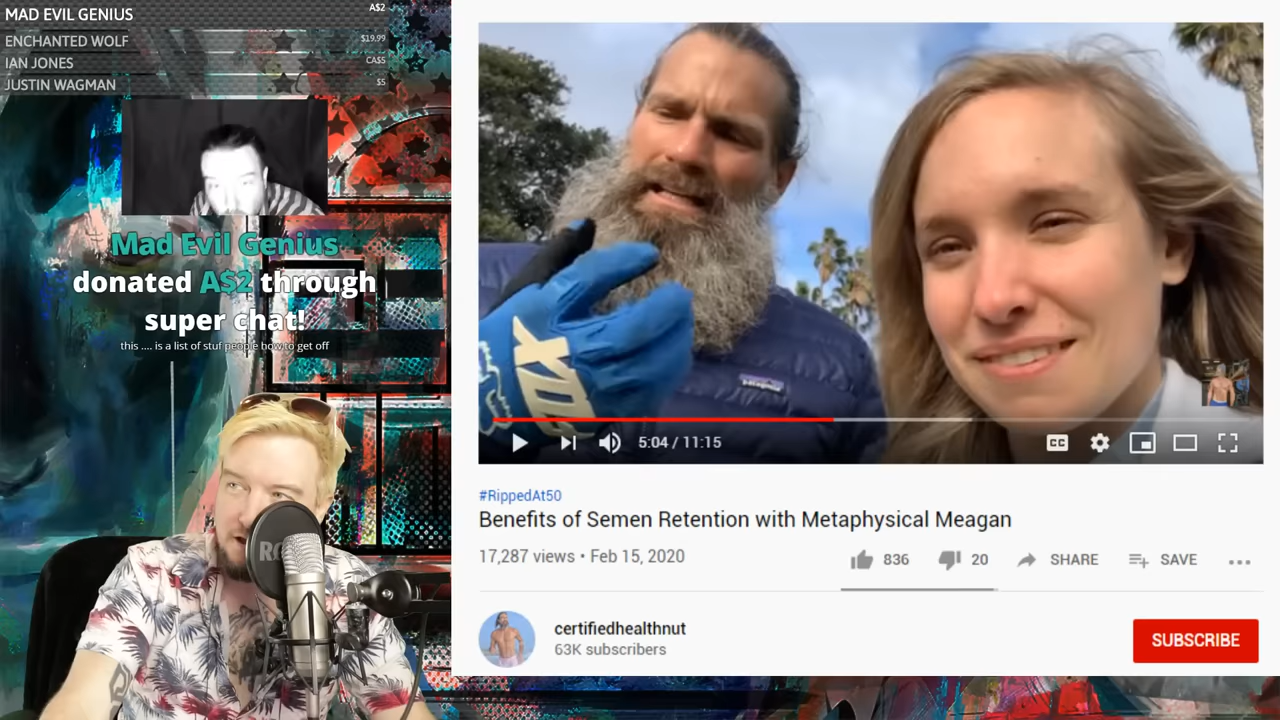 MAD EVIL GENIUS A$2
ENCHANTED WOLF $19.99
IAN JONES CA$5
JUSTIN WAGMAN $5
Mad Evil Genius
donated A$2 through
super chat!
this .... is a list of stuf people how to get off
FOX
patagonia
5:04 / 11:15
CC
#RippedAt50
Benefits of Semen Retention with Metaphysical Meagan
17,287 views • Feb 15, 2020
836 20 SHARE SAVE
certifiedhealthnut
63K subscribers
SUBSCRIBE